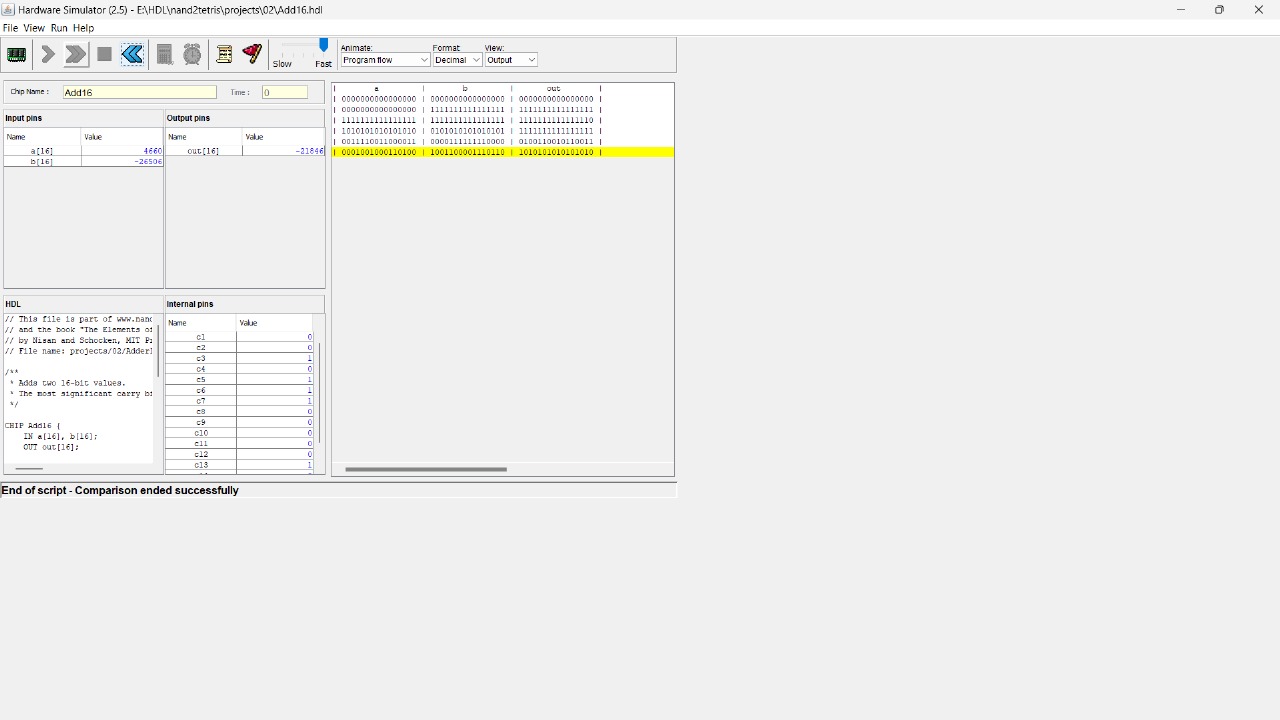 Hardware Simulator (2.5) - E:\HDL\nand2tetris\projects\02\Add16.hdl
File View Run Help
Slow Fast
Animate: Format: View:
Program flow Decimal Output
Chip Name : Add16 Time : 0
Input pins
Name Value
a[16] 4660
b[16] -26506
Output pins
Name Value
out[16] -21846
HDL
// This file is part of www.nand
// and the book "The Elements of
// by Nisan and Schocken, MIT Pr
// File name: projects/02/Adder1
/**
* Adds two 16-bit values.
* The most significant carry bi
*/
CHIP Add16 {
IN a[16], b[16];
OUT out[16];
Internal pins
Name Value
c1 0
c2 0
c3 1
c4 0
c5 1
c6 1
c7 1
c8 0
c9 0
c10 0
c11 0
c12 0
c13 1
| a | b | out |
| 0000000000000000 | 0000000000000000 | 0000000000000000 |
| 0000000000000000 | 1111111111111111 | 1111111111111111 |
| 1111111111111111 | 1111111111111111 | 1111111111111110 |
| 1010101010101010 | 0101010101010101 | 1111111111111111 |
| 0011110011000011 | 0000111111110000 | 0100110010110011 |
| 0001001000110100 | 1001100001110110 | 1010101010101010 |
End of script - Comparison ended successfully